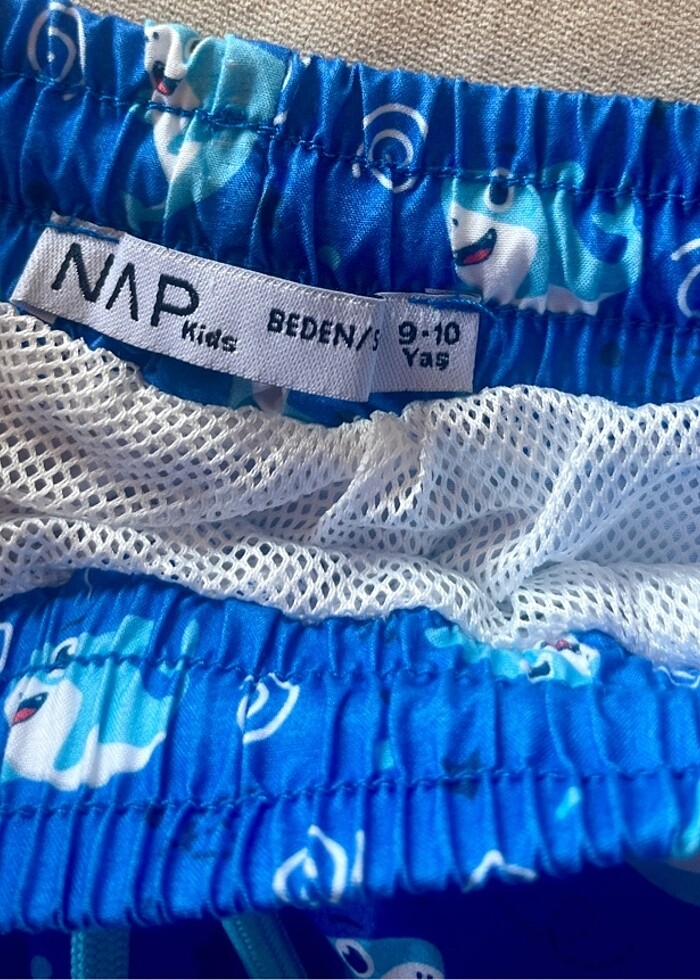 NAP
Kids
BEDEN/S
9-10
Yaş